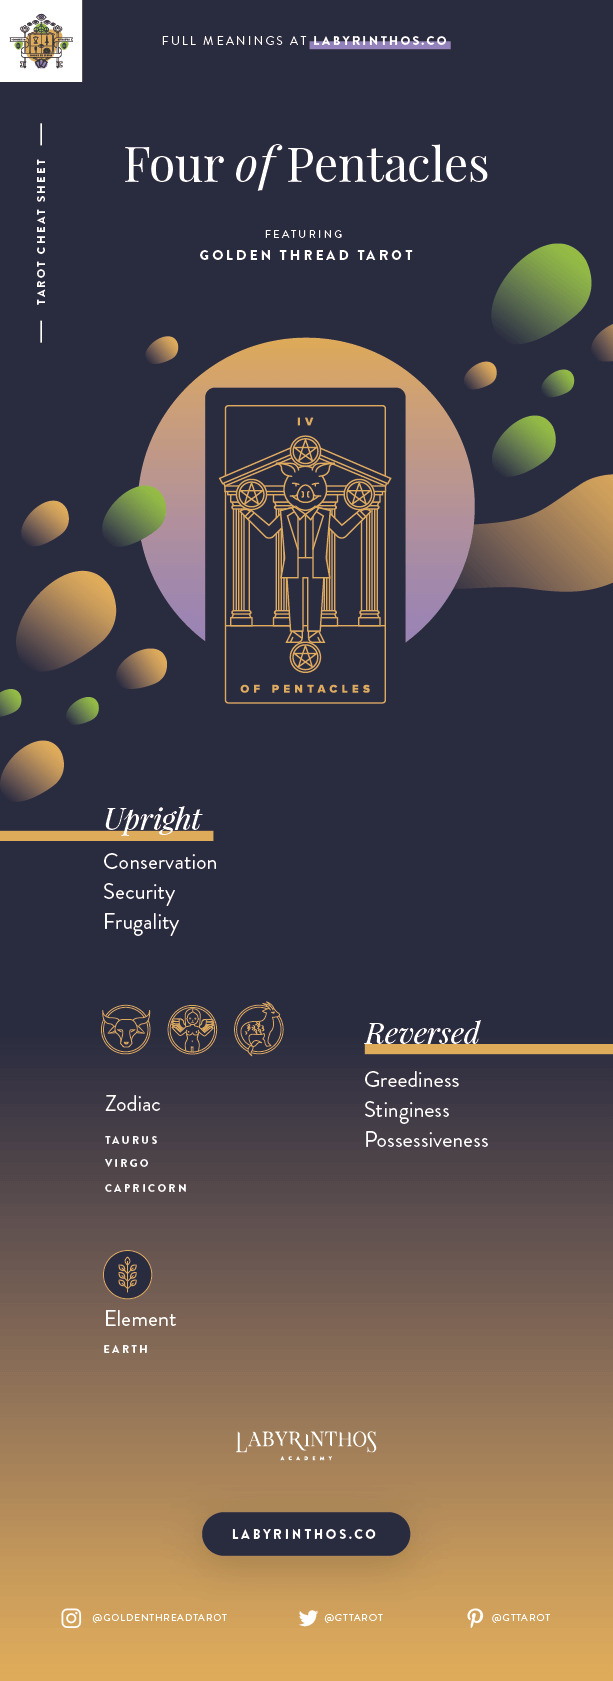 FULL MEANINGS AT LABYRINTHOS.CO
TAROT CHEAT SHEET
Four of Pentacles
FEATURING
GOLDEN THREAD TAROT
IV
OF PENTACLES
Upright
Conservation
Security
Frugality
Reversed
Greediness
Stinginess
Possessiveness
Zodiac
TAURUS
VIRGO
CAPRICORN
Element
EARTH
LABYRINTHOS
ACADEMY
LABYRINTHOS.CO
@GOLDENTHREADTAROT
@GTTAROT
@GTTAROT